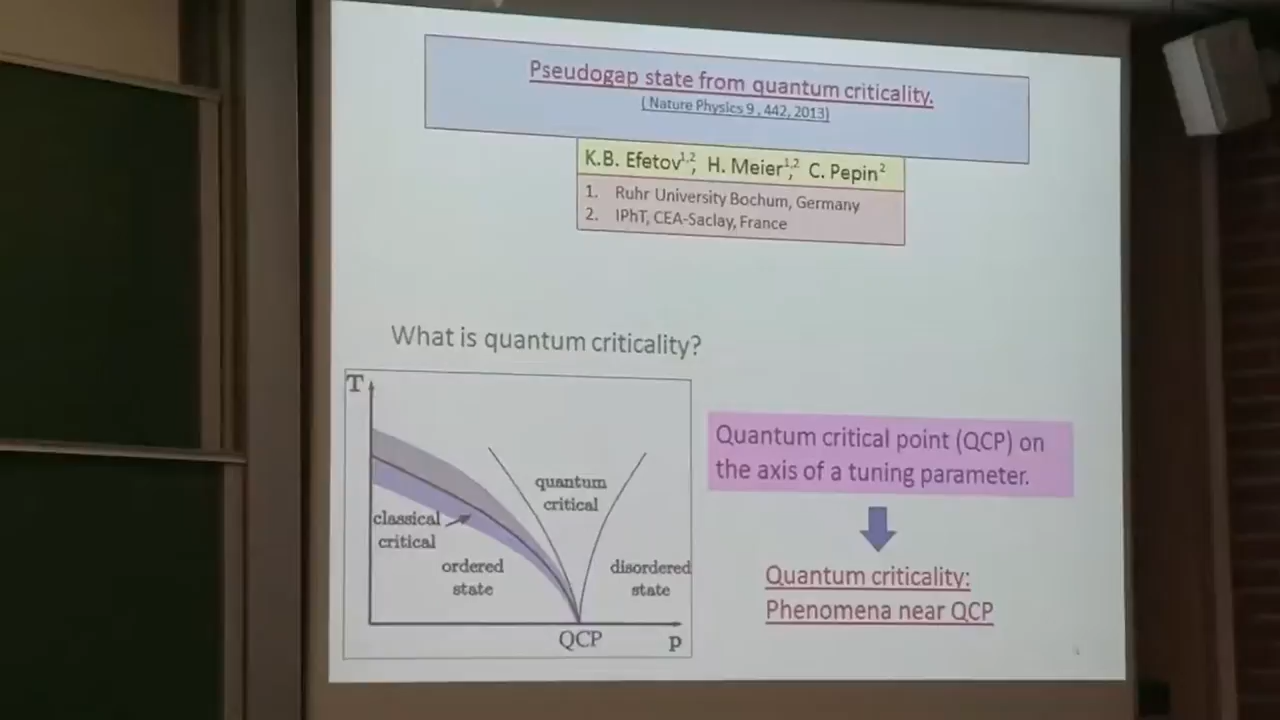 Pseudogap state from quantum criticality.
( Nature Physics 9 , 442, 2013)
K.B. Efetov¹,², H. Meier¹,², C. Pepin²
1. Ruhr University Bochum, Germany
2. IPhT, CEA-Saclay, France
What is quantum criticality?
T
quantum
critical
classical
critical
ordered
state
disordered
state
QCP
p
Quantum critical point (QCP) on
the axis of a tuning parameter.
Quantum criticality:
Phenomena near QCP